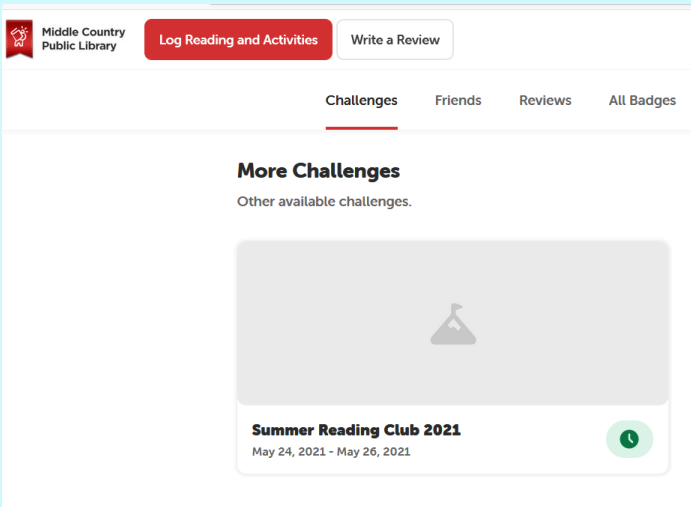 Middle Country
Public Library
Log Reading and Activities
Write a Review
Challenges
Friends
Reviews
All Badges
More Challenges
Other available challenges.
Summer Reading Club 2021
May 24, 2021 - May 26, 2021